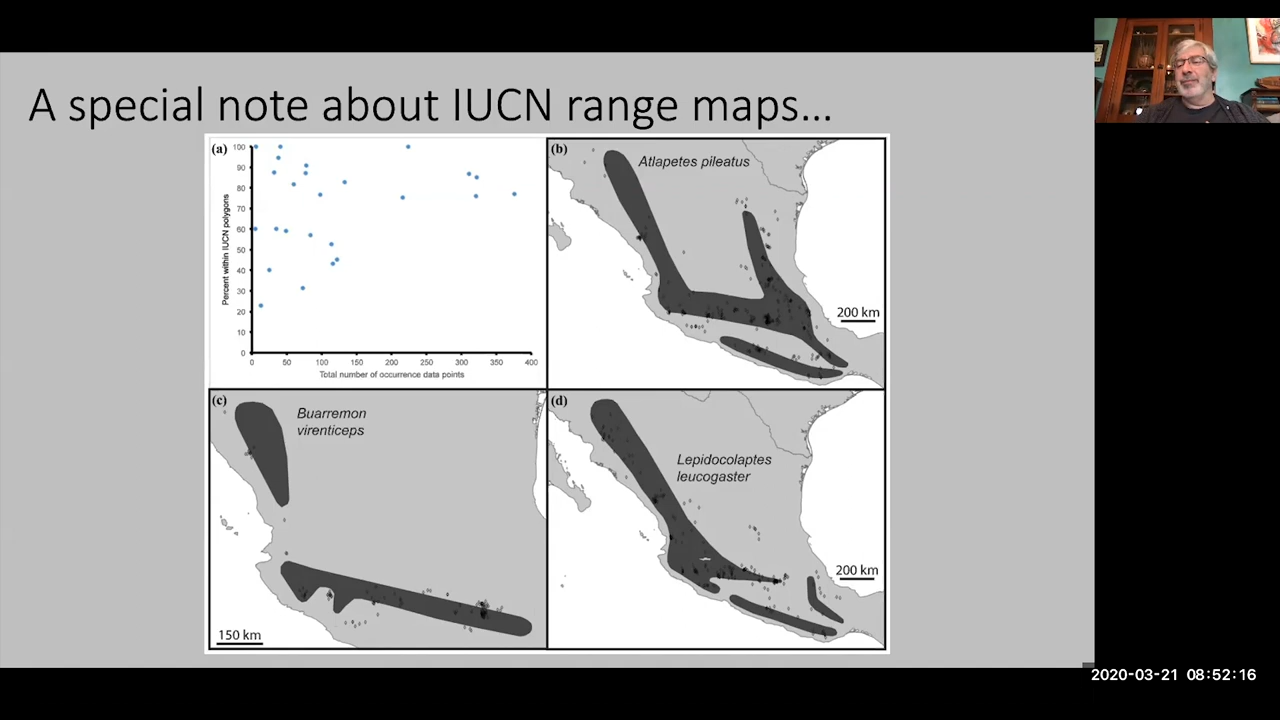 A special note about IUCN range maps...
(a)
Percent within IUCN polygons
100
90
80
70
60
50
40
30
20
10
0
0 50 100 150 200 250 300 350 400
Total number of occurrence data points
(b)
Atlapetes pileatus
200 km
(c)
Buarremon
virenticeps
150 km
(d)
Lepidocolaptes
leucogaster
200 km
2020-03-21 08:52:16